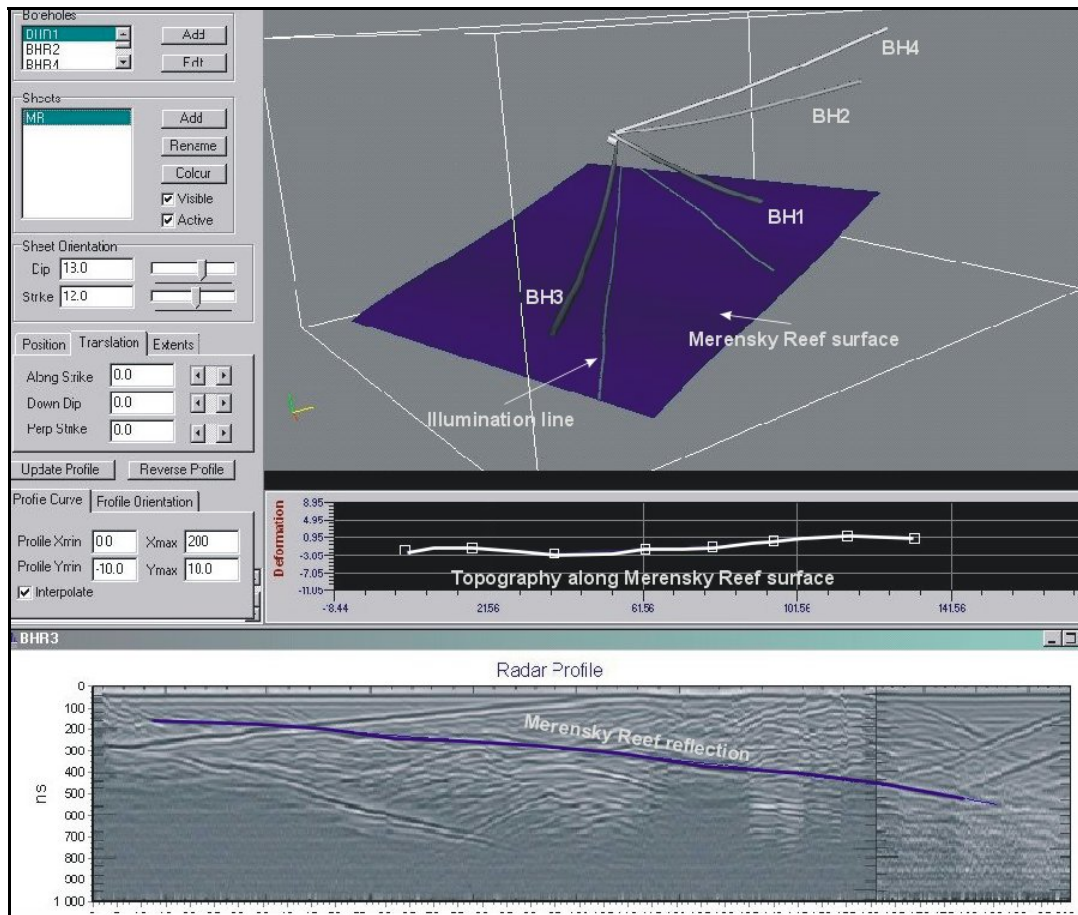 Boreholes
BHR1
BHR2
BHR4
Add
Edit
Sheets
MR
Add
Rename
Colour
Visible
Active
Sheet Orientation
Dip 13.0
Strike 12.0
Position Translation Extents
Along Strike 0.0
Down Dip 0.0
Perp Strike 0.0
Update Profile Reverse Profile
Profile Curve Profile Orientation
Profile Xmin 0.0 Xmax 200
Profile Ymin -10.0 Ymax 10.0
Interpolate
BH4
BH2
BH1
BH3
Merensky Reef surface
Illumination line
Deformation
8.95
4.95
0.95
-3.05
-7.05
-11.05
Topography along Merensky Reef surface
-8.44 21.56 61.56 101.56 141.56
BHR3
Radar Profile
Merensky Reef reflection
ns
0
100
200
300
400
500
600
700
800
900
1 000